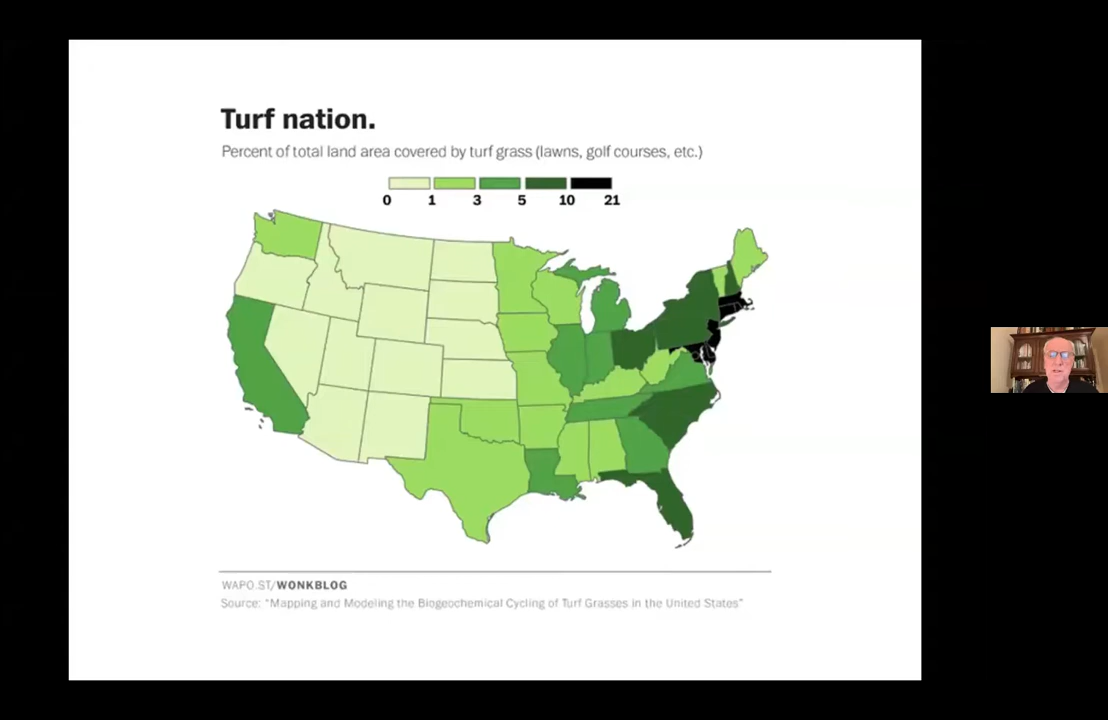 Turf nation.
Percent of total land area covered by turf grass (lawns, golf courses, etc.)
0 1 3 5 10 21
WAPO.ST/WONKBLOG
Source: "Mapping and Modeling the Biogeochemical Cycling of Turf Grasses in the United States"